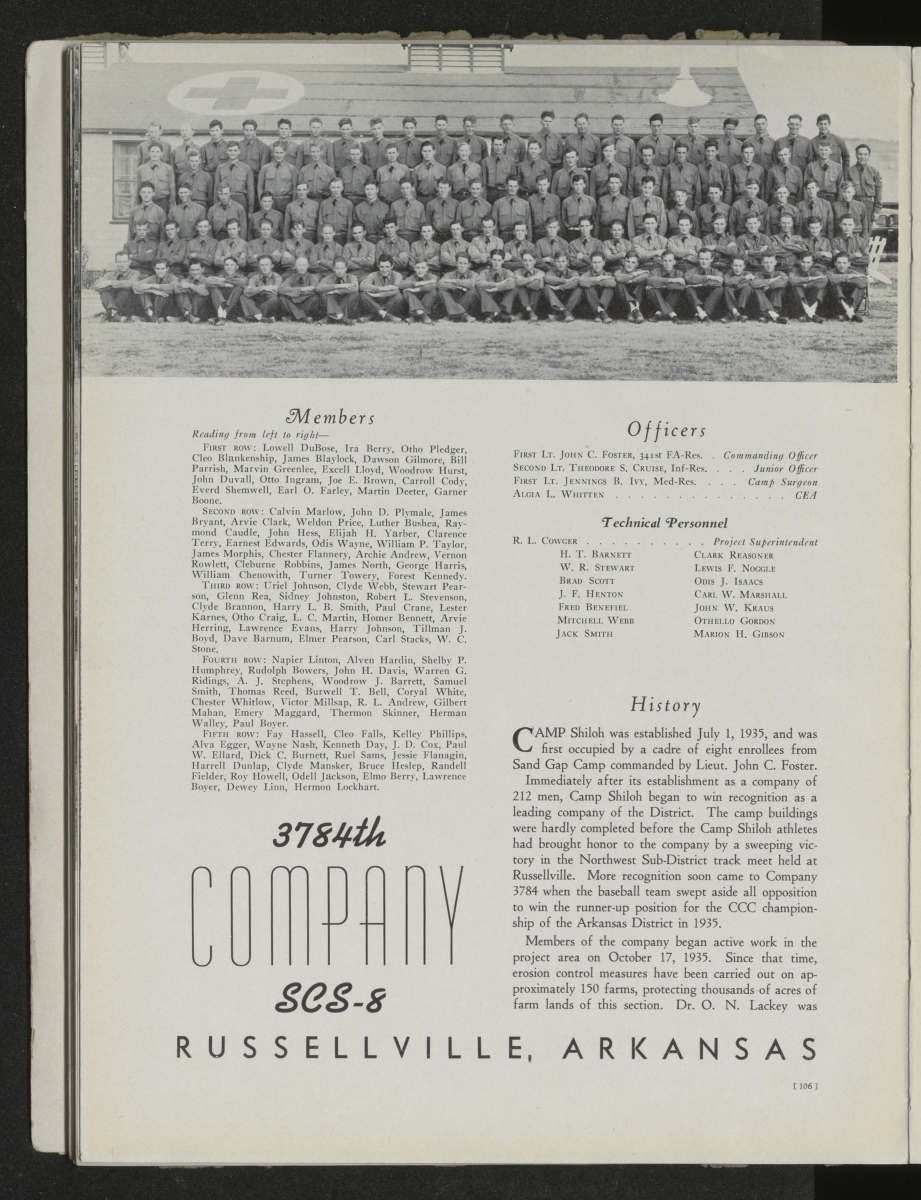 Members
Reading from left to right—
FIRST ROW: Lowell DuBose, Ira Berry, Otho Pledger,
Cleo Blankenship, James Blaylock, Dawson Gilmore, Bill
Parrish, Marvin Greenlee, Excell Lloyd, Woodrow Hurst,
John Duvall, Otto Ingram, Joe E. Brown, Carroll Cody,
Everd Shemwell, Earl O. Farley, Martin Deeter, Garner
Boone.
SECOND ROW: Calvin Marlow, John D. Plymale, James
Bryant, Arvie Clark, Weldon Price, Luther Bushea, Ray-
mond Caudle, John Hess, Elijah H. Yarber, Clarence
Terry, Earnest Edwards, Odis Wayne, William P. Taylor,
James Morphis, Chester Flannery, Archie Andrew, Vernon
Rowlett, Cleburne Robbins, James North, George Harris,
William Chenowith, Turner Towery, Forest Kennedy.
THIRD ROW: Uriel Johnson, Clyde Webb, Stewart Pear-
son, Glenn Rea, Sidney Johnston, Robert L. Stevenson,
Clyde Brannon, Harry L. B. Smith, Paul Crane, Lester
Karnes, Otho Craig, L. C. Martin, Homer Bennett, Arvie
Herring, Lawrence Evans, Harry Johnson, Tillman J.
Boyd, Dave Barnum, Elmer Pearson, Carl Stacks, W. C.
Stone.
FOURTH ROW: Napier Linton, Alven Hardin, Shelby P.
Humphrey, Rudolph Bowers, John H. Davis, Warren G.
Ridings, A. J. Stephens, Woodrow J. Barrett, Samuel
Smith, Thomas Reed, Burwell T. Bell, Coryal White,
Chester Whitlow, Victor Millsap, R. L. Andrew, Gilbert
Mahan, Emery Maggard, Thermon Skinner, Herman
Walley, Paul Boyer.
FIFTH ROW: Fay Hassell, Cleo Falls, Kelley Phillips,
Alva Egger, Wayne Nash, Kenneth Day, J. D. Cox, Paul
W. Ellard, Dick C. Burnett, Ruel Sams, Jessie Flanagin,
Harrell Dunlap, Clyde Mansker, Bruce Heslep, Randell
Fielder, Roy Howell, Odell Jackson, Elmo Berry, Lawrence
Boyer, Dewey Linn, Hermon Lockhart.
3784th
COMPANY
SCS-8
Officers
FIRST LT. JOHN C. FOSTER, 341st FA-Res. . Commanding Officer
SECOND LT. THEODORE S. CRUISE, Inf-Res. . . . . Junior Officer
FIRST LT. JENNINGS B. IVY, Med-Res. . . . . Camp Surgeon
ALGIA L. WHITTEN . . . . . . . . . . . . . . . CEA
Technical Personnel
R. L. COWGER . . . . . . . . . . Project Superintendent
H. T. BARNETT CLARK REASONER
W. R. STEWART LEWIS F. NOGGLE
BRAD SCOTT ODIS J. ISAACS
J. F. HENTON CARL W. MARSHALL
FRED BENEFIEL JOHN W. KRAUS
MITCHELL WEBB OTHELLO GORDON
JACK SMITH MARION H. GIBSON
History
CAMP Shiloh was established July 1, 1935, and was
first occupied by a cadre of eight enrollees from
Sand Gap Camp commanded by Lieut. John C. Foster.
Immediately after its establishment as a company of
212 men, Camp Shiloh began to win recognition as a
leading company of the District. The camp buildings
were hardly completed before the Camp Shiloh athletes
had brought honor to the company by a sweeping vic-
tory in the Northwest Sub-District track meet held at
Russellville. More recognition soon came to Company
3784 when the baseball team swept aside all opposition
to win the runner-up position for the CCC champion-
ship of the Arkansas District in 1935.
Members of the company began active work in the
project area on October 17, 1935. Since that time,
erosion control measures have been carried out on ap-
proximately 150 farms, protecting thousands of acres of
farm lands of this section. Dr. O. N. Lackey was
RUSSELLVILLE, ARKANSAS
[ 106 ]